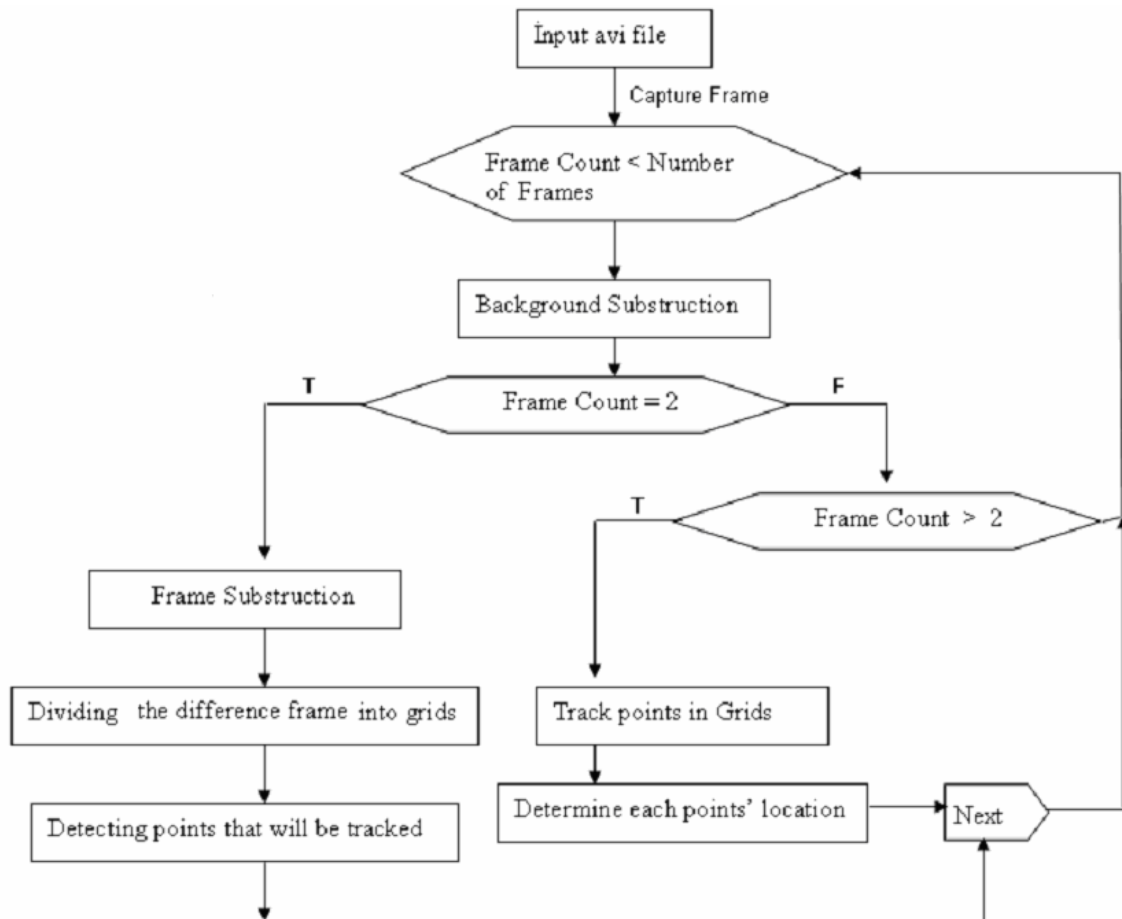 İnput avi file
Capture Frame
Frame Count < Number
of Frames
Background Substruction
T
Frame Count = 2
F
T
Frame Count > 2
Frame Substruction
Dividing the difference frame into grids
Track points in Grids
Detecting points that will be tracked
Determine each points’ location
Next